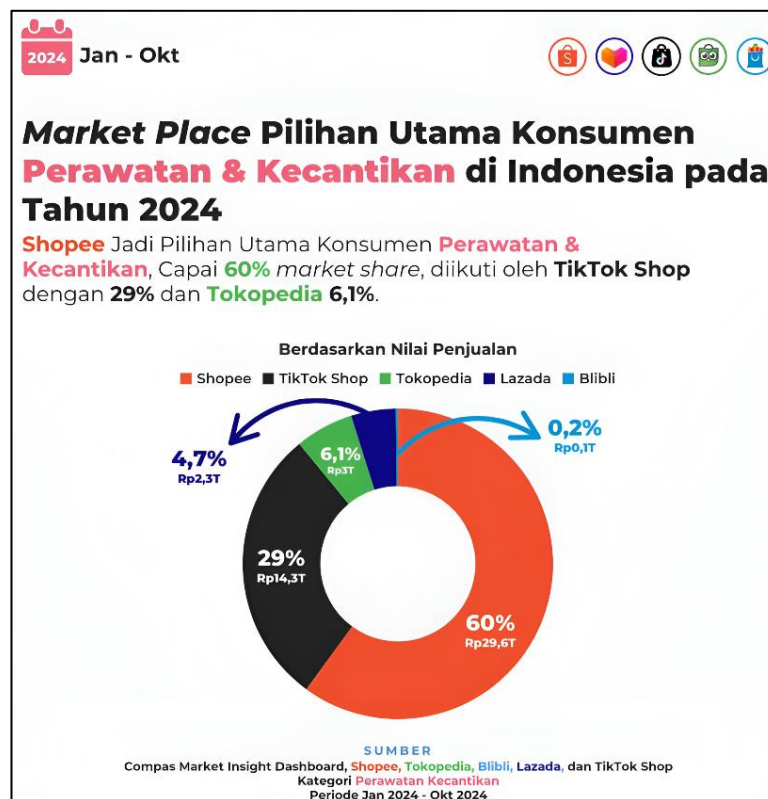 2024 Jan - Okt
Market Place Pilihan Utama Konsumen
Perawatan & Kecantikan di Indonesia pada
Tahun 2024
Shopee Jadi Pilihan Utama Konsumen Perawatan &
Kecantikan, Capai 60% market share, diikuti oleh TikTok Shop
dengan 29% dan Tokopedia 6,1%.
Berdasarkan Nilai Penjualan
Shopee TikTok Shop Tokopedia Lazada Blibli
0,2%
Rp0,1T
4,7%
Rp2,3T
6,1%
Rp3T
29%
Rp14,3T
60%
Rp29,6T
SUMBER
Compas Market Insight Dashboard, Shopee, Tokopedia, Blibli, Lazada, dan TikTok Shop
Kategori Perawatan Kecantikan
Periode Jan 2024 - Okt 2024